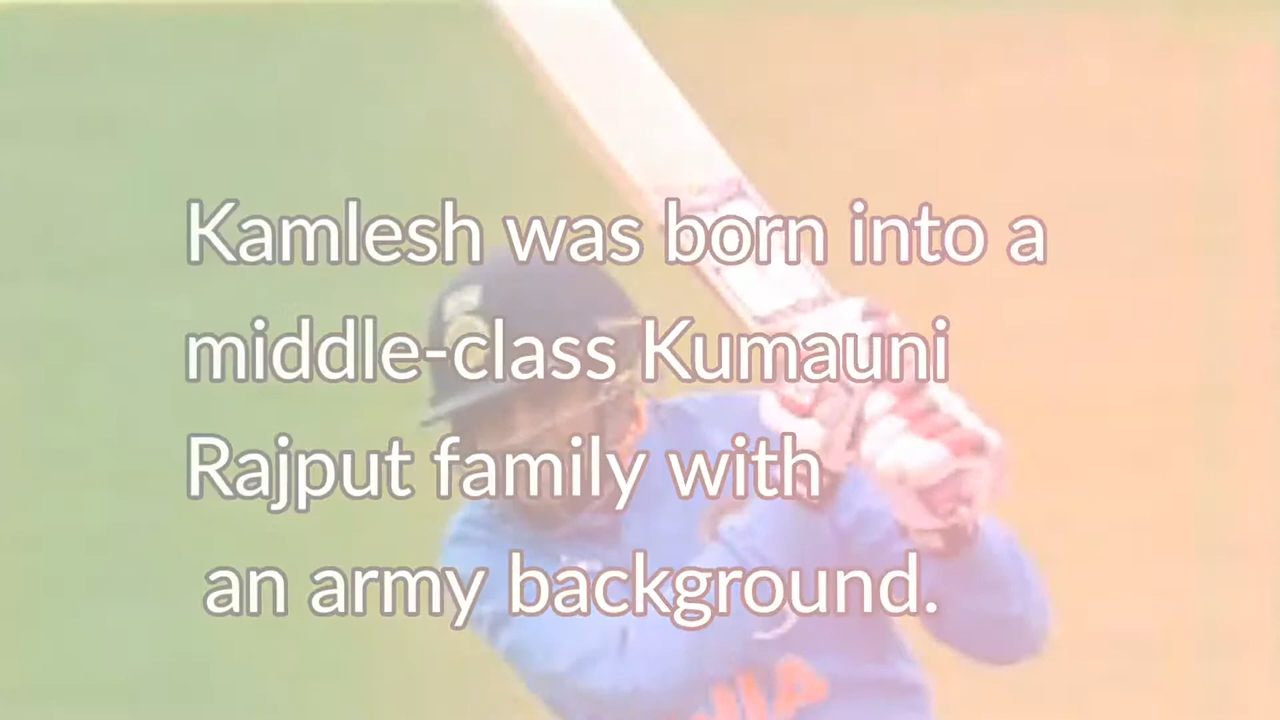 Kamlesh was born into a
middle-class Kumauni
Rajput family with
an army background.